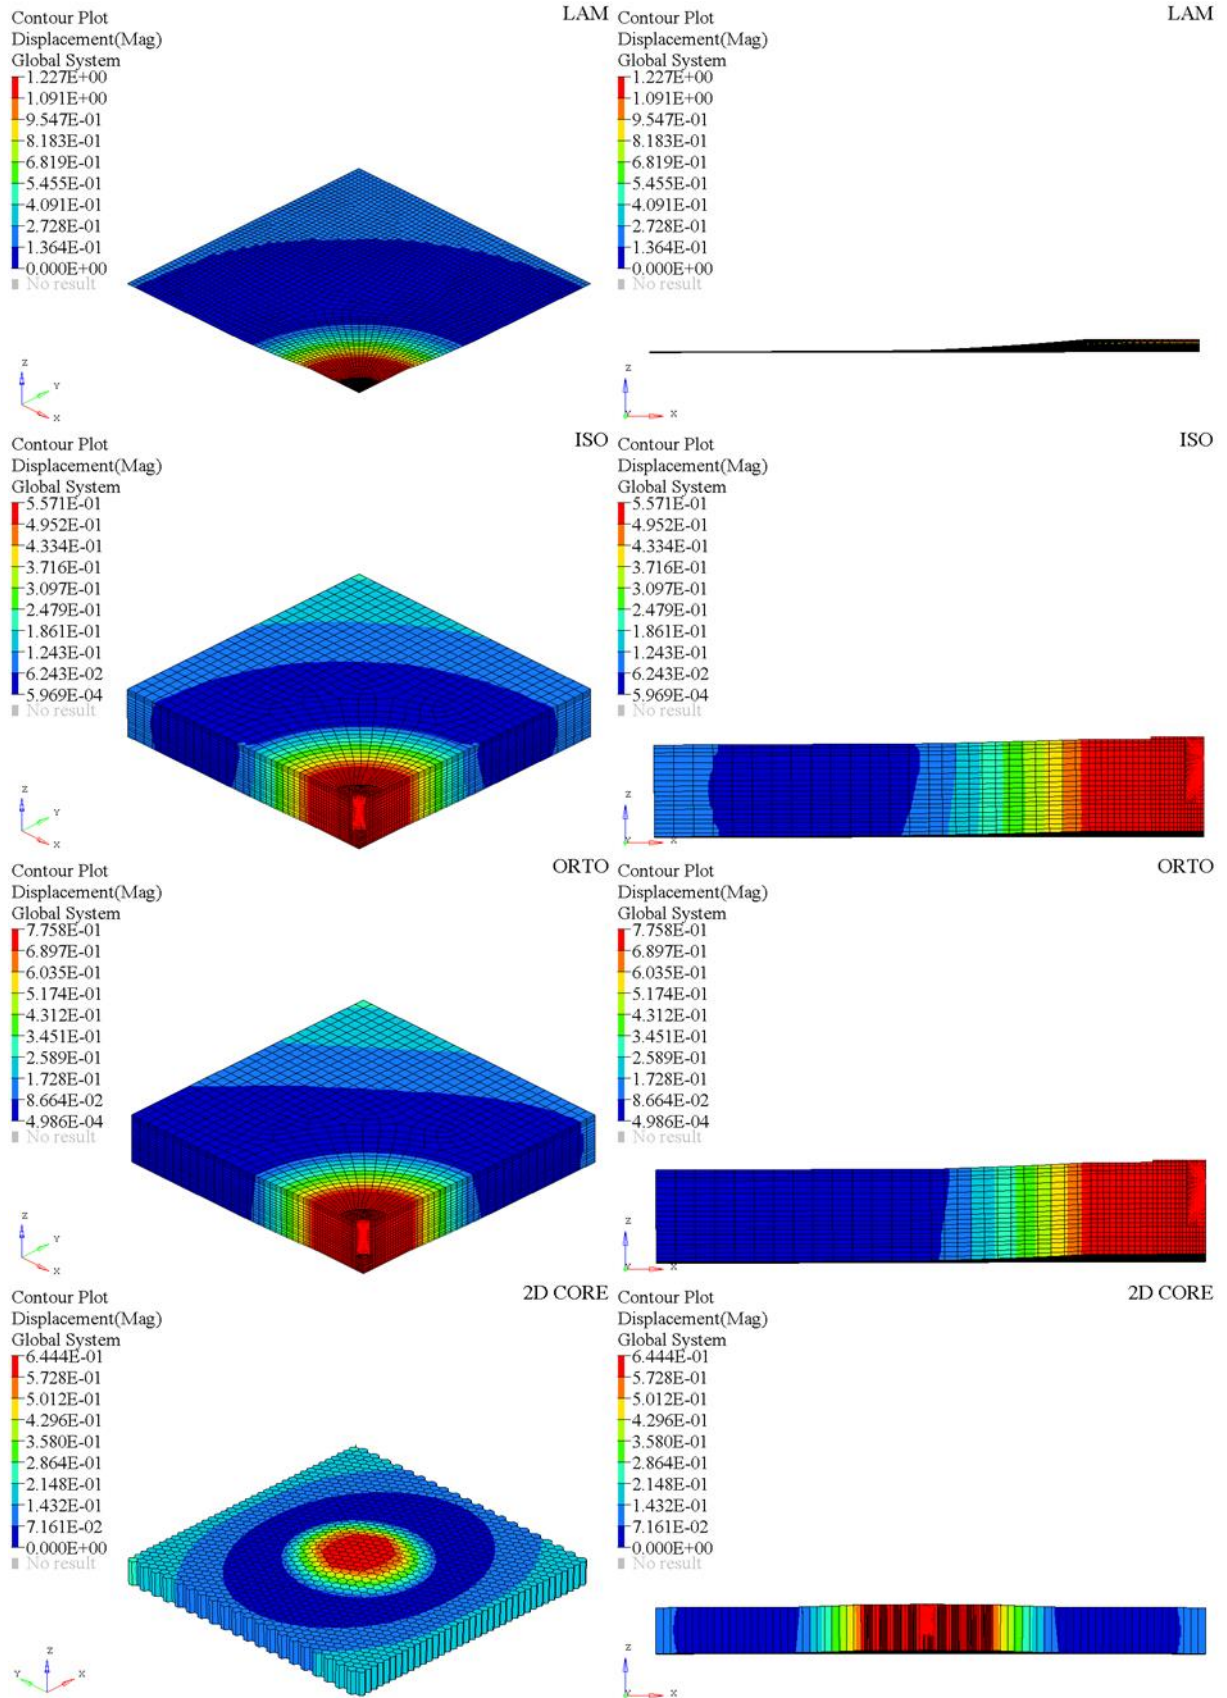 LAM
Contour Plot
Displacement(Mag)
Global System
1.227E+00
1.091E+00
9.547E-01
8.183E-01
6.819E-01
5.455E-01
4.091E-01
2.728E-01
1.364E-01
0.000E+00
No result
Z
Y
X
LAM
Contour Plot
Displacement(Mag)
Global System
1.227E+00
1.091E+00
9.547E-01
8.183E-01
6.819E-01
5.455E-01
4.091E-01
2.728E-01
1.364E-01
0.000E+00
No result
Z
Y
X
ISO
Contour Plot
Displacement(Mag)
Global System
5.571E-01
4.952E-01
4.334E-01
3.716E-01
3.097E-01
2.479E-01
1.861E-01
1.243E-01
6.243E-02
5.969E-04
No result
Z
Y
X
ISO
Contour Plot
Displacement(Mag)
Global System
5.571E-01
4.952E-01
4.334E-01
3.716E-01
3.097E-01
2.479E-01
1.861E-01
1.243E-01
6.243E-02
5.969E-04
No result
Z
Y
X
ORTO
Contour Plot
Displacement(Mag)
Global System
7.758E-01
6.897E-01
6.035E-01
5.174E-01
4.312E-01
3.451E-01
2.589E-01
1.728E-01
8.664E-02
4.986E-04
No result
Z
Y
X
ORTO
Contour Plot
Displacement(Mag)
Global System
7.758E-01
6.897E-01
6.035E-01
5.174E-01
4.312E-01
3.451E-01
2.589E-01
1.728E-01
8.664E-02
4.986E-04
No result
Z
Y
X
2D CORE
Contour Plot
Displacement(Mag)
Global System
6.444E-01
5.728E-01
5.012E-01
4.296E-01
3.580E-01
2.864E-01
2.148E-01
1.432E-01
7.161E-02
0.000E+00
No result
Z
Y
X
2D CORE
Contour Plot
Displacement(Mag)
Global System
6.444E-01
5.728E-01
5.012E-01
4.296E-01
3.580E-01
2.864E-01
2.148E-01
1.432E-01
7.161E-02
0.000E+00
No result
Z
Y
X